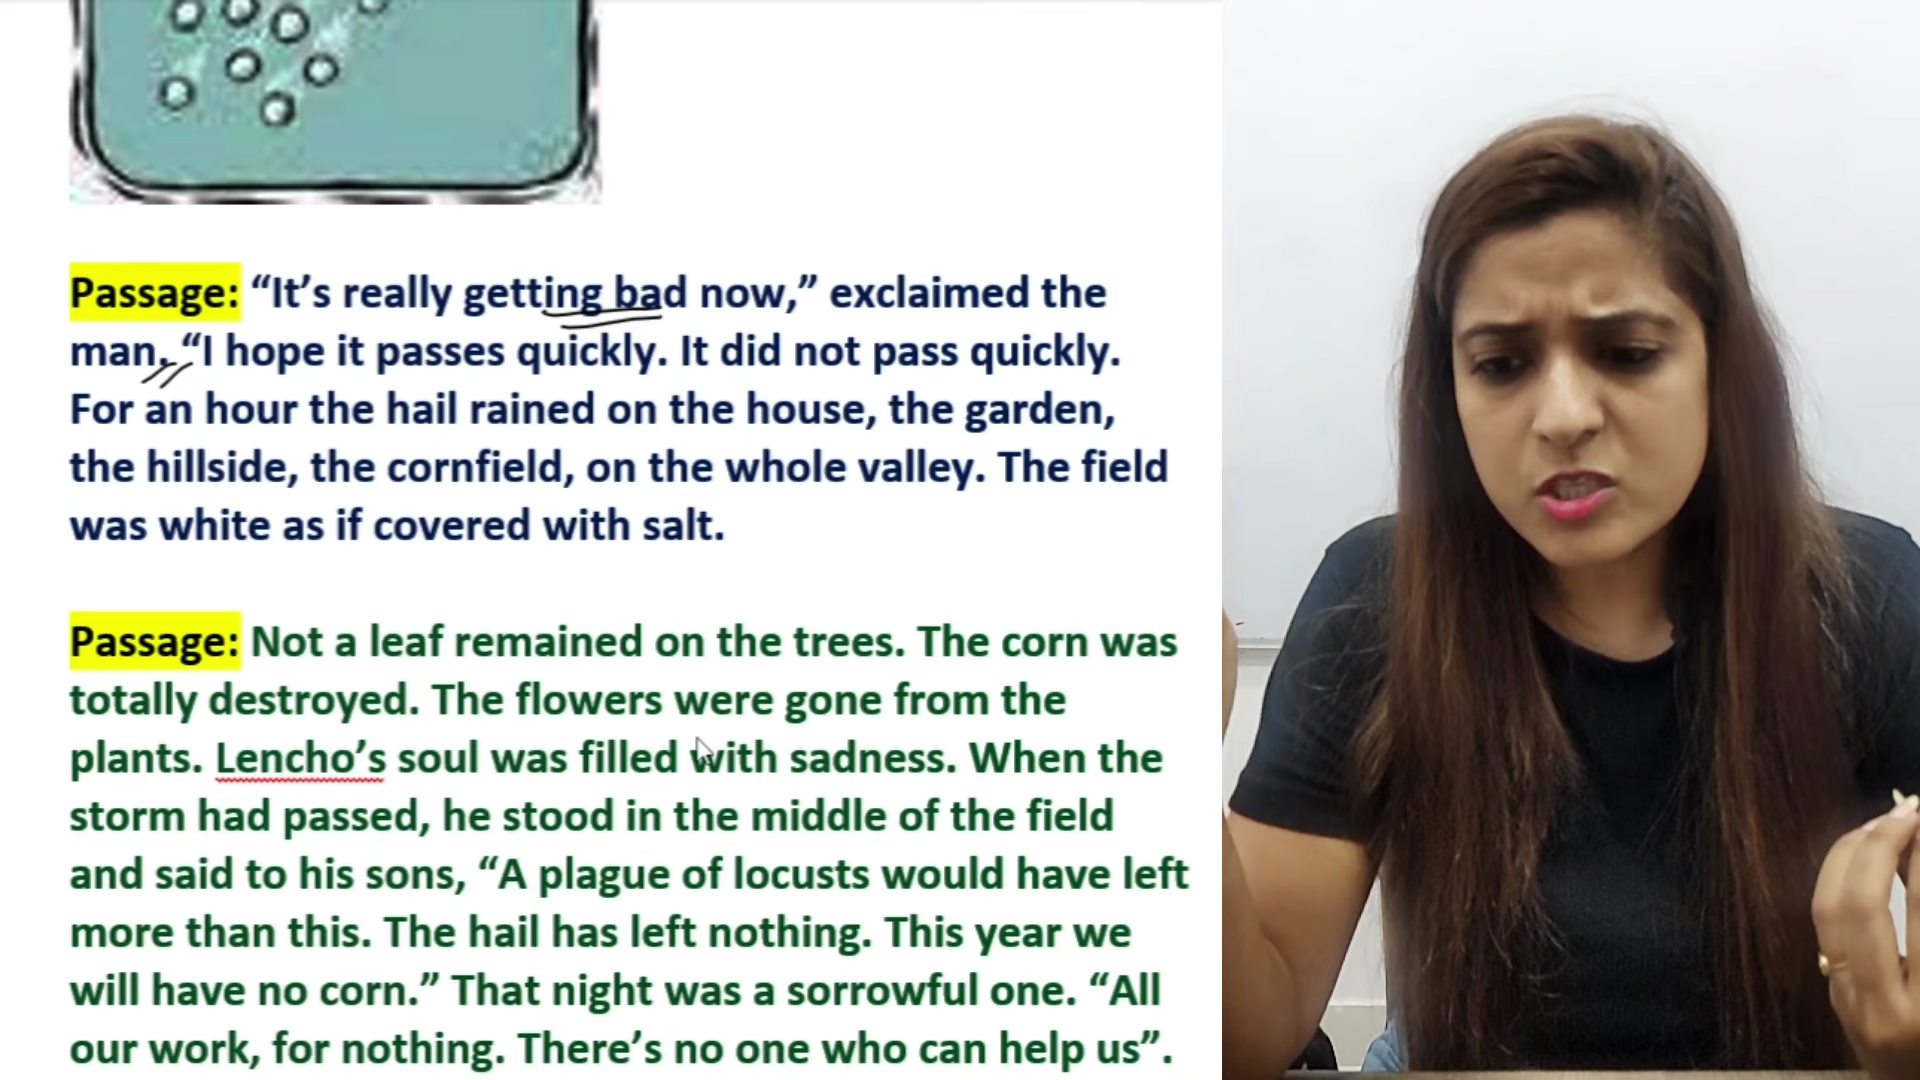 Passage: “It’s really getting bad now,” exclaimed the
man. “I hope it passes quickly. It did not pass quickly.
For an hour the hail rained on the house, the garden,
the hillside, the cornfield, on the whole valley. The field
was white as if covered with salt.
Passage: Not a leaf remained on the trees. The corn was
totally destroyed. The flowers were gone from the
plants. Lencho’s soul was filled with sadness. When the
storm had passed, he stood in the middle of the field
and said to his sons, “A plague of locusts would have left
more than this. The hail has left nothing. This year we
will have no corn.” That night was a sorrowful one. “All
our work, for nothing. There’s no one who can help us”.